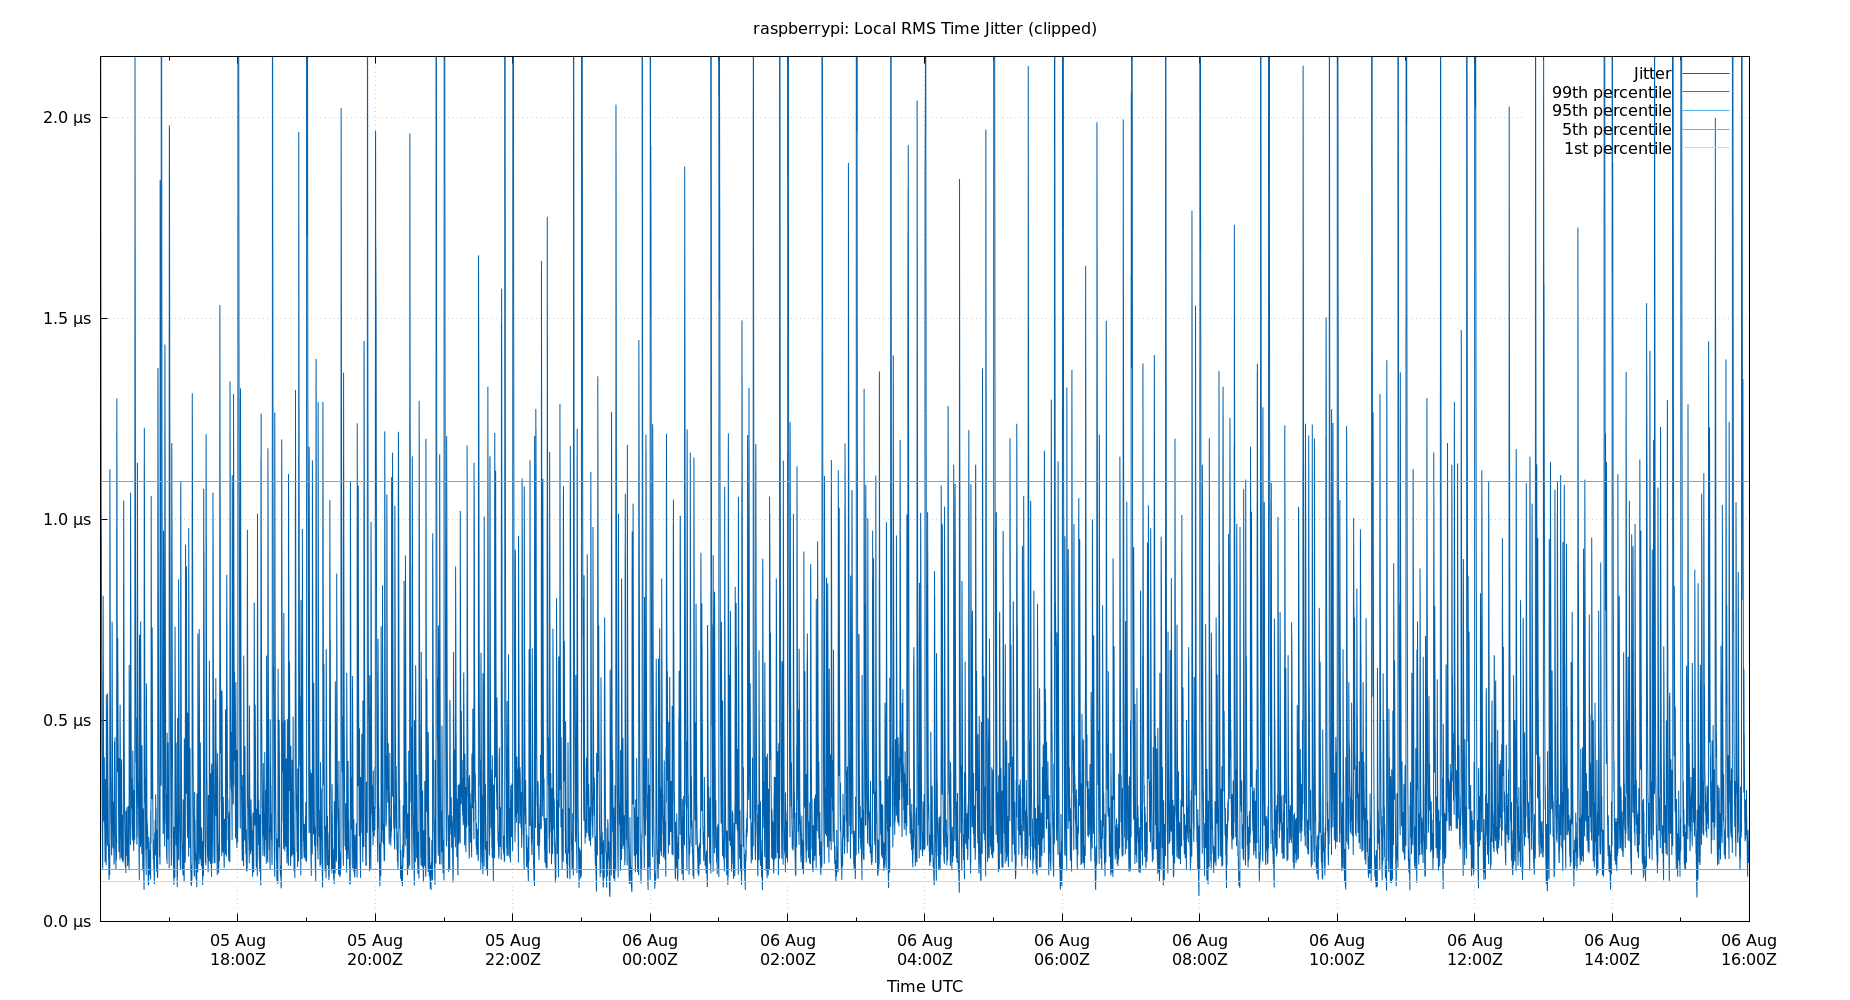 raspberrypi: Local RMS Time Jitter (clipped)
Jitter
99th percentile
95th percentile
5th percentile
1st percentile
2.0 µs
1.5 µs
1.0 µs
0.5 µs
0.0 µs
05 Aug 05 Aug 05 Aug 06 Aug 06 Aug 06 Aug 06 Aug 06 Aug 06 Aug 06 Aug 06 Aug 06 Aug
18:00Z 20:00Z 22:00Z 00:00Z 02:00Z 04:00Z 06:00Z 08:00Z 10:00Z 12:00Z 14:00Z 16:00Z
Time UTC